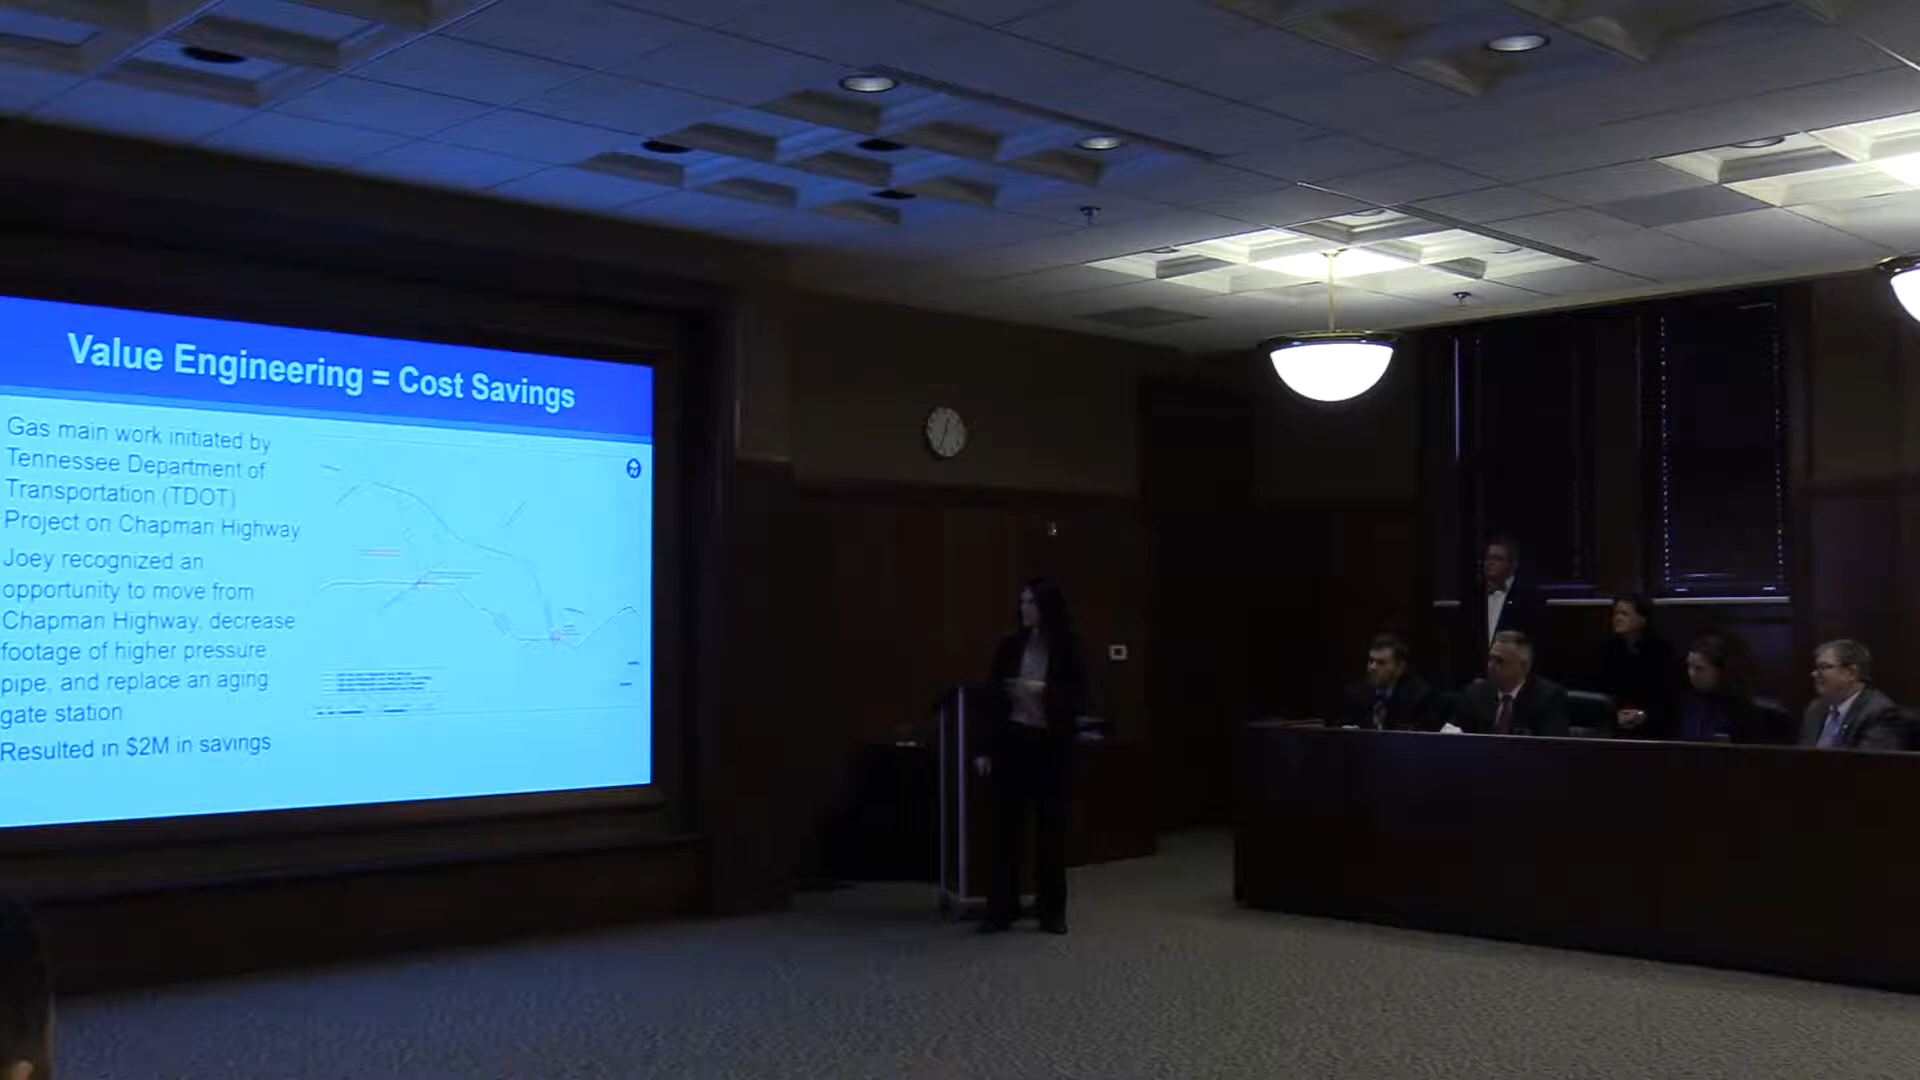 Value Engineering = Cost Savings
Gas main work initiated by
Tennessee Department of
Transportation (TDOT)
Project on Chapman Highway
Joey recognized an
opportunity to move from
Chapman Highway, decrease
footage of higher pressure
pipe, and replace an aging
gate station
Resulted in $2M in savings